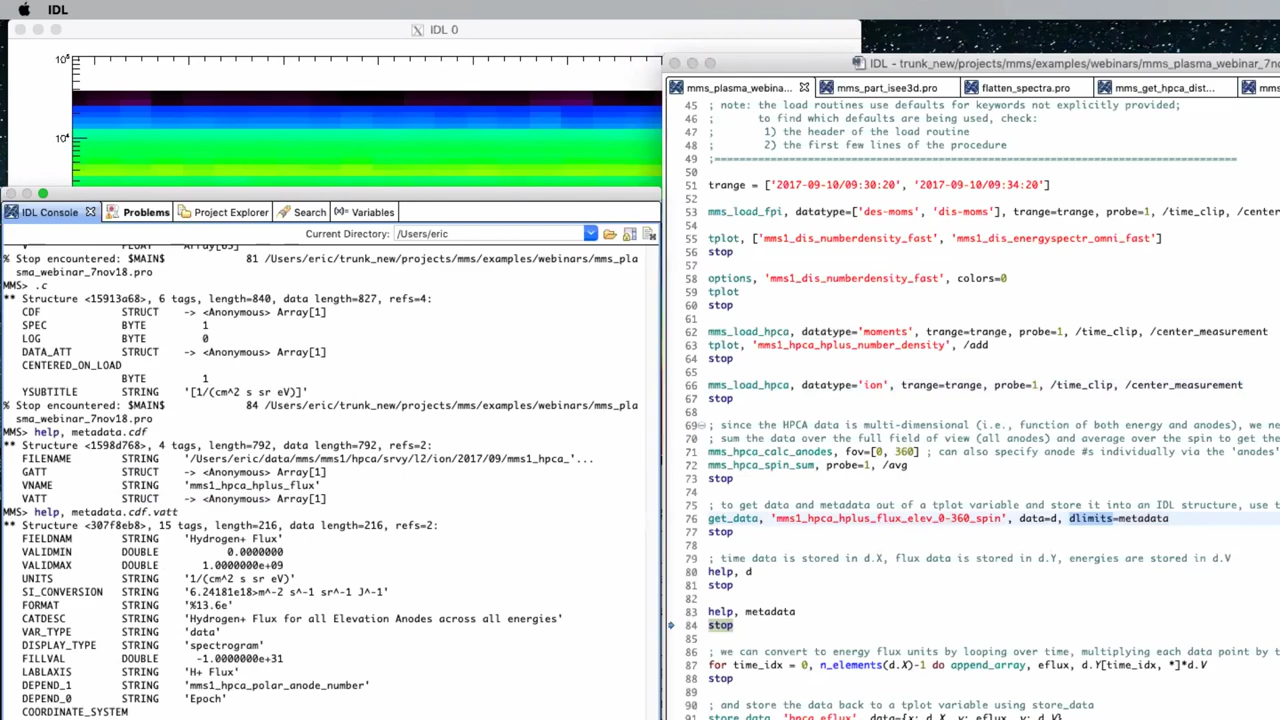 IDL
IDL 0
10⁵
10⁴
IDL Console
Problems
Project Explorer
Search
(x)= Variables
Current Directory: /Users/eric
% Stop encountered: $MAIN$ 81 /Users/eric/trunk_new/projects/mms/examples/webinars/mms_pla
sma_webinar_7nov18.pro
MMS> .c
** Structure <15913a68>, 6 tags, length=840, data length=827, refs=4:
CDF STRUCT -> <Anonymous> Array[1]
SPEC BYTE 1
LOG BYTE 0
DATA_ATT STRUCT -> <Anonymous> Array[1]
CENTERED_ON_LOAD
BYTE 1
YSUBTITLE STRING '[1/(cm^2 s sr eV)]'
% Stop encountered: $MAIN$ 84 /Users/eric/trunk_new/projects/mms/examples/webinars/mms_pla
sma_webinar_7nov18.pro
MMS> help, metadata.cdf
** Structure <1598d768>, 4 tags, length=792, data length=792, refs=2:
FILENAME STRING '/Users/eric/data/mms/mms1/hpca/srvy/l2/ion/2017/09/mms1_hpca_'...
GATT STRUCT -> <Anonymous> Array[1]
VNAME STRING 'mms1_hpca_hplus_flux'
VATT STRUCT -> <Anonymous> Array[1]
MMS> help, metadata.cdf.vatt
** Structure <307f8eb8>, 15 tags, length=216, data length=216, refs=2:
FIELDNAM STRING 'Hydrogen+ Flux'
VALIDMIN DOUBLE 0.0000000
VALIDMAX DOUBLE 1.0000000e+09
UNITS STRING '1/(cm^2 s sr eV)'
SI_CONVERSION STRING '6.24181e18>m^-2 s^-1 sr^-1 J^-1'
FORMAT STRING '%13.6e'
CATDESC STRING 'Hydrogen+ Flux for all Elevation Anodes across all energies'
VAR_TYPE STRING 'data'
DISPLAY_TYPE STRING 'spectrogram'
FILLVAL DOUBLE -1.0000000e+31
LABLAXIS STRING 'H+ Flux'
DEPEND_1 STRING 'mms1_hpca_polar_anode_number'
DEPEND_0 STRING 'Epoch'
COORDINATE_SYSTEM
IDL - trunk_new/projects/mms/examples/webinars/mms_plasma_webinar_7no
mms_plasma_webina...
mms_part_isee3d.pro
flatten_spectra.pro
mms_get_hpca_dist...
mms
45 ; note: the load routines use defaults for keywords not explicitly provided;
46 ; to find which defaults are being used, check:
47 ; 1) the header of the load routine
48 ; 2) the first few lines of the procedure
49 ;=============================================================================
50
51 trange = ['2017-09-10/09:30:20', '2017-09-10/09:34:20']
52
53 mms_load_fpi, datatype=['des-moms', 'dis-moms'], trange=trange, probe=1, /time_clip, /center
54
55 tplot, ['mms1_dis_numberdensity_fast', 'mms1_dis_energyspectr_omni_fast']
56 stop
57
58 options, 'mms1_dis_numberdensity_fast', colors=0
59 tplot
60 stop
61
62 mms_load_hpca, datatype='moments', trange=trange, probe=1, /time_clip, /center_measurement
63 tplot, 'mms1_hpca_hplus_number_density', /add
64 stop
65
66 mms_load_hpca, datatype='ion', trange=trange, probe=1, /time_clip, /center_measurement
67 stop
68
69 ; since the HPCA data is multi-dimensional (i.e., function of both energy and anodes), we ne
70 ; sum the data over the full field of view (all anodes) and average over the spin to get the
71 mms_hpca_calc_anodes, fov=[0, 360] ; can also specify anode #s individually via the 'anodes'
72 mms_hpca_spin_sum, probe=1, /avg
73 stop
74
75 ; to get data and metadata out of a tplot variable and store it into an IDL structure, use t
76 get_data, 'mms1_hpca_hplus_flux_elev_0-360_spin', data=d, dlimits=metadata
77 stop
78
79 ; time data is stored in d.X, flux data is stored in d.Y, energies are stored in d.V
80 help, d
81 stop
82
83 help, metadata
84 stop
85
86 ; we can convert to energy flux units by looping over time, multiplying each data point by t
87 for time_idx = 0, n_elements(d.X)-1 do append_array, eflux, d.Y[time_idx, *]*d.V
88 stop
89
90 ; and store the data back to a tplot variable using store_data